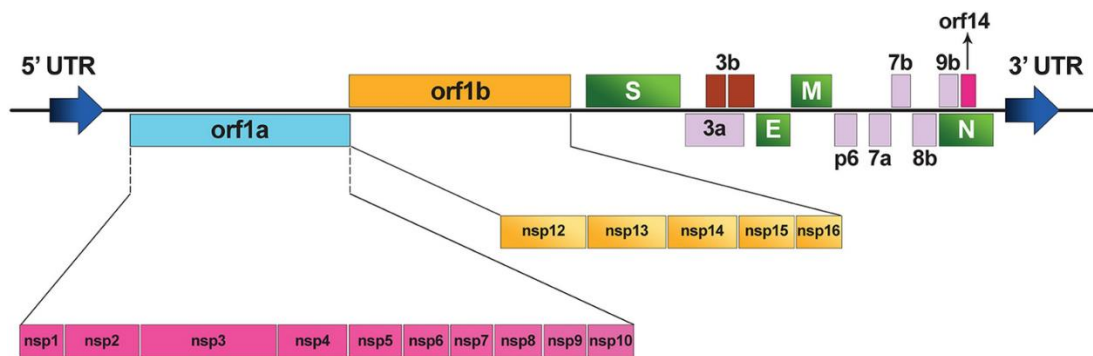 orf14
5' UTR
3b
7b
9b
3' UTR
orf1b
S
M
orf1a
3a
E
N
p6
7a
8b
nsp12
nsp13
nsp14
nsp15
nsp16
nsp1
nsp2
nsp3
nsp4
nsp5
nsp6
nsp7
nsp8
nsp9
nsp10